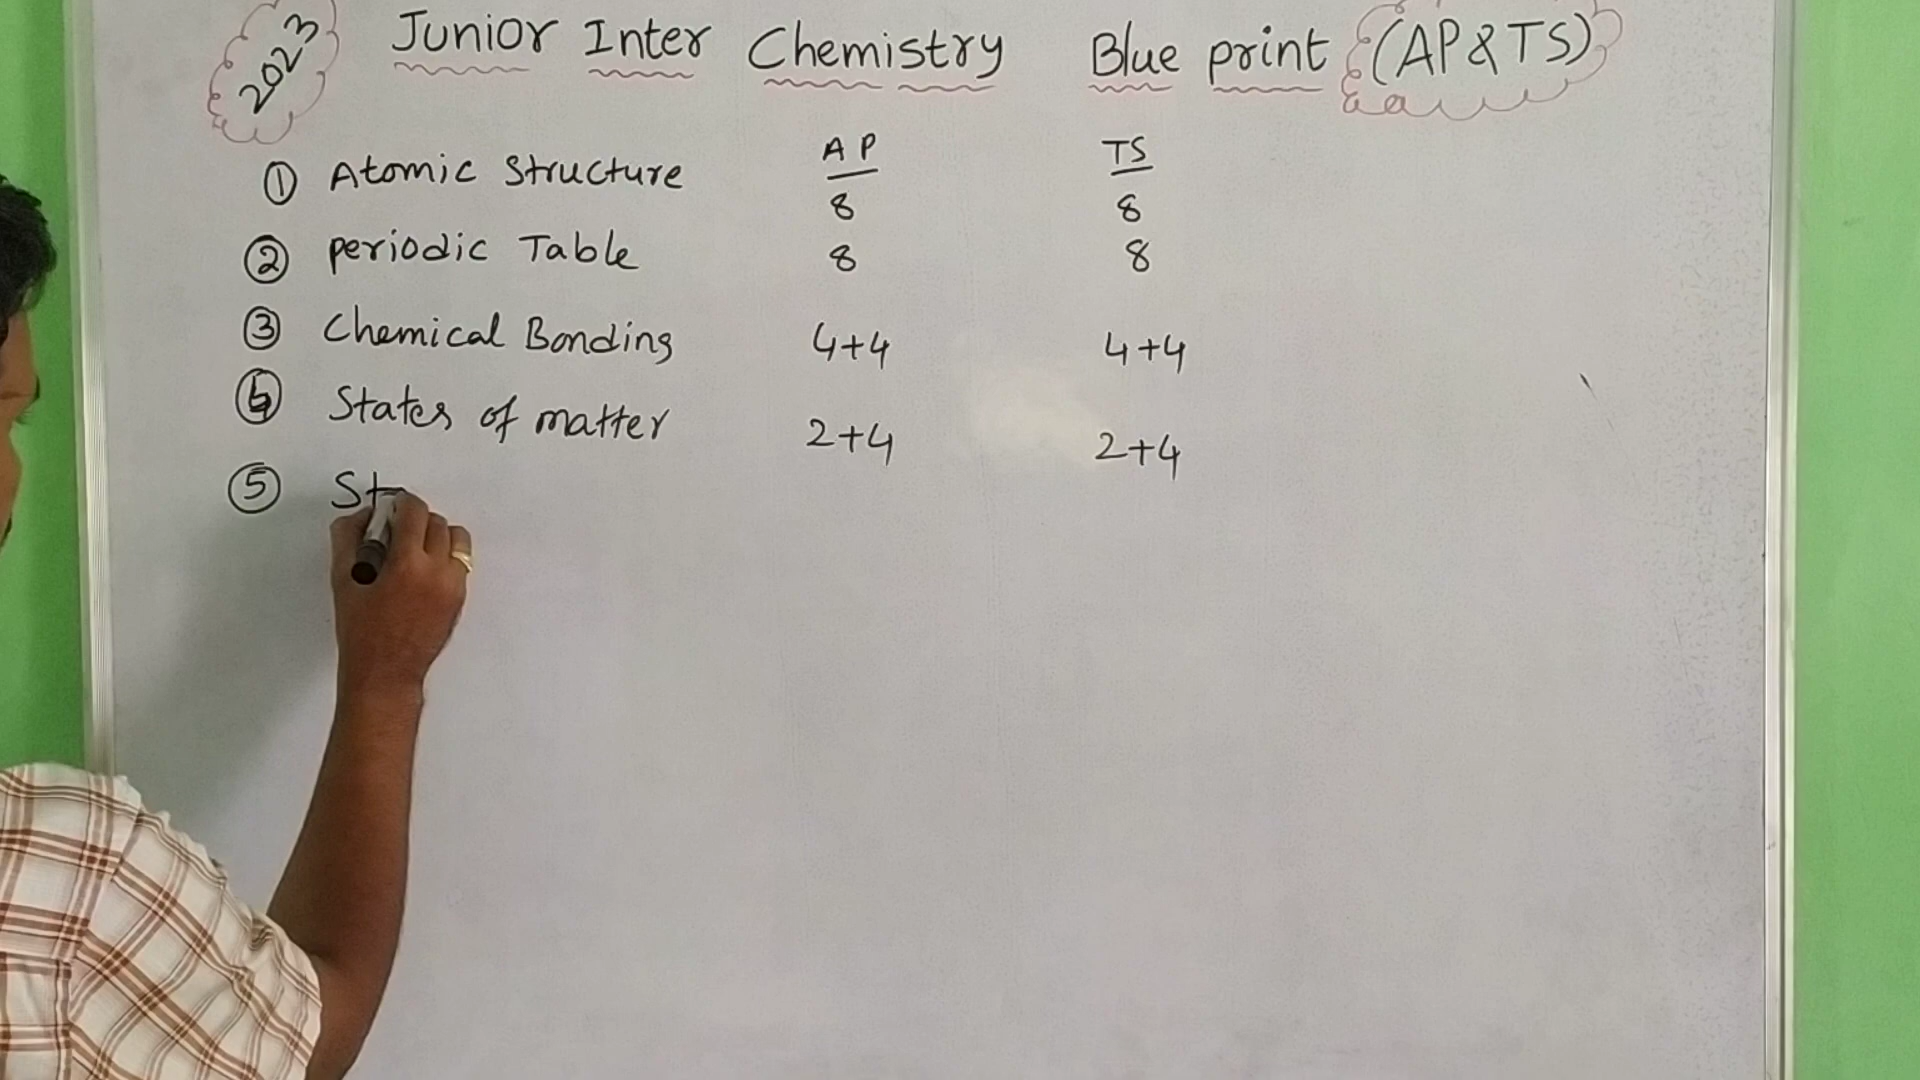 2023 Junior Inter Chemistry Blue print (AP&TS)
AP TS
① Atomic Structure 8 8
② periodic Table 8 8
③ Chemical Bonding 4+4 4+4
④ States of matter 2+4 2+4
⑤ St